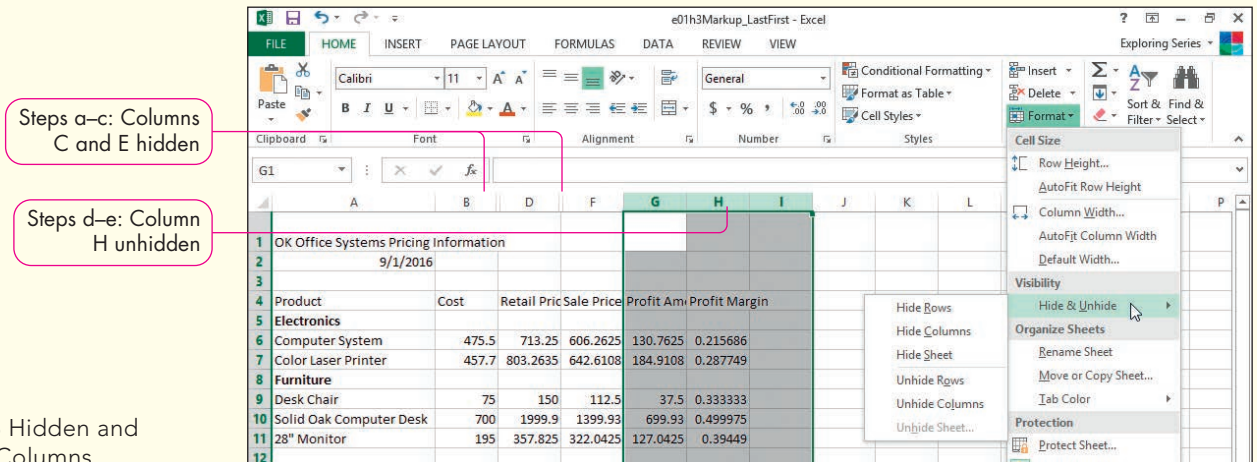 e01h3Markup_LastFirst - Excel
FILE HOME INSERT PAGE LAYOUT FORMULAS DATA REVIEW VIEW Exploring Series
Paste
Calibri 11 A A
B I U A
General
$ % , .0 .00 .00 .0
Conditional Formatting
Format as Table
Cell Styles
Insert
Delete
Format
Σ A Z
Sort & Find &
Filter Select
Clipboard Font Alignment Number Styles
Steps a–c: Columns
C and E hidden
Steps d–e: Column
H unhidden
G1 fx
A B D F G H I J K L P
1 OK Office Systems Pricing Information
2 9/1/2016
3
4 Product Cost Retail Pric Sale Price Profit Am Profit Margin
5 Electronics
6 Computer System 475.5 713.25 606.2625 130.7625 0.215686
7 Color Laser Printer 457.7 803.2635 642.6108 184.9108 0.287749
8 Furniture
9 Desk Chair 75 150 112.5 37.5 0.333333
10 Solid Oak Computer Desk 700 1999.9 1399.93 699.93 0.499975
11 28" Monitor 195 357.825 322.0425 127.0425 0.39449
12
Cell Size
Row Height...
AutoFit Row Height
Column Width...
AutoFit Column Width
Default Width...
Visibility
Hide & Unhide
Organize Sheets
Rename Sheet
Move or Copy Sheet...
Tab Color
Protection
Protect Sheet...
Hide Rows
Hide Columns
Hide Sheet
Unhide Rows
Unhide Columns
Unhide Sheet...
Hidden and
Columns